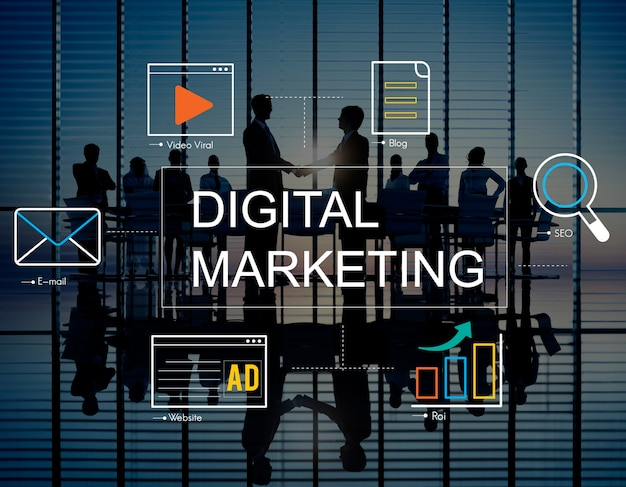 Video Viral
Blog
DIGITAL
MARKETING
SEO
E-mail
AD
Website
Roi